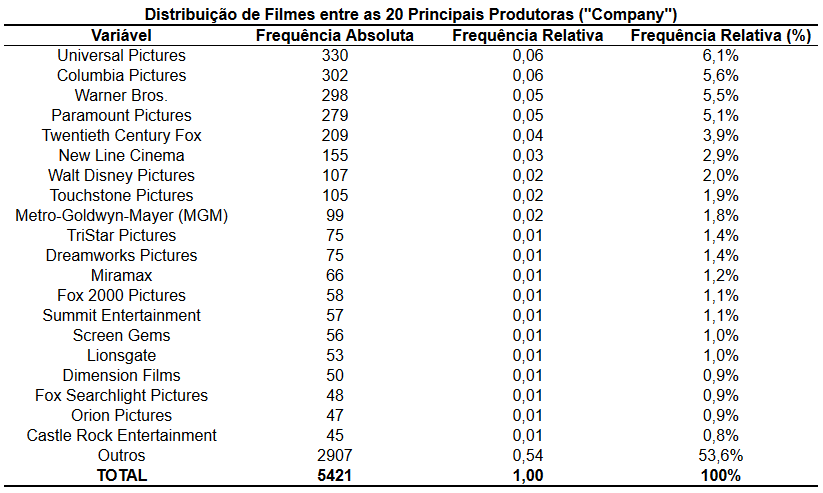 Distribuição de Filmes entre as 20 Principais Produtoras ("Company")
Variável Frequência Absoluta Frequência Relativa Frequência Relativa (%)
Universal Pictures 330 0,06 6,1%
Columbia Pictures 302 0,06 5,6%
Warner Bros. 298 0,05 5,5%
Paramount Pictures 279 0,05 5,1%
Twentieth Century Fox 209 0,04 3,9%
New Line Cinema 155 0,03 2,9%
Walt Disney Pictures 107 0,02 2,0%
Touchstone Pictures 105 0,02 1,9%
Metro-Goldwyn-Mayer (MGM) 99 0,02 1,8%
TriStar Pictures 75 0,01 1,4%
Dreamworks Pictures 75 0,01 1,4%
Miramax 66 0,01 1,2%
Fox 2000 Pictures 58 0,01 1,1%
Summit Entertainment 57 0,01 1,1%
Screen Gems 56 0,01 1,0%
Lionsgate 53 0,01 1,0%
Dimension Films 50 0,01 0,9%
Fox Searchlight Pictures 48 0,01 0,9%
Orion Pictures 47 0,01 0,9%
Castle Rock Entertainment 45 0,01 0,8%
Outros 2907 0,54 53,6%
TOTAL 5421 1,00 100%